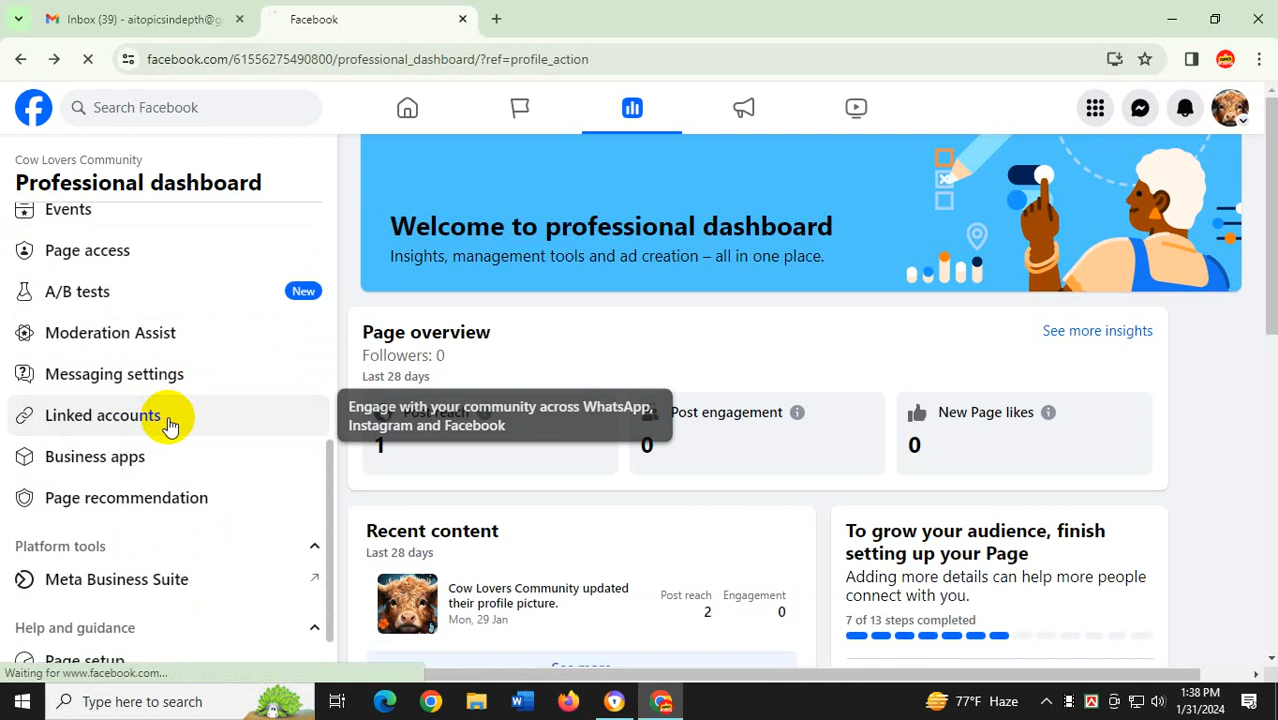 Inbox (39) - aitopicsindepth@g
Facebook
facebook.com/61556275490800/professional_dashboard/?ref=profile_action
Search Facebook
Cow Lovers Community
Professional dashboard
Events
Page access
A/B tests
New
Moderation Assist
Messaging settings
Linked accounts
Business apps
Page recommendation
Platform tools
Meta Business Suite
Help and guidance
Page setup
Waiting for www.facebook.com...
Welcome to professional dashboard
Insights, management tools and ad creation – all in one place.
Page overview
See more insights
Followers: 0
Last 28 days
Engage with your community across WhatsApp,
Instagram and Facebook
Post reach
1
Post engagement
0
New Page likes
0
Recent content
Last 28 days
Cow Lovers Community updated
their profile picture.
Mon, 29 Jan
Post reach
2
Engagement
0
See more
To grow your audience, finish
setting up your Page
Adding more details can help more people
connect with you.
7 of 13 steps completed
Type here to search
77°F Haze
1:38 PM
1/31/2024